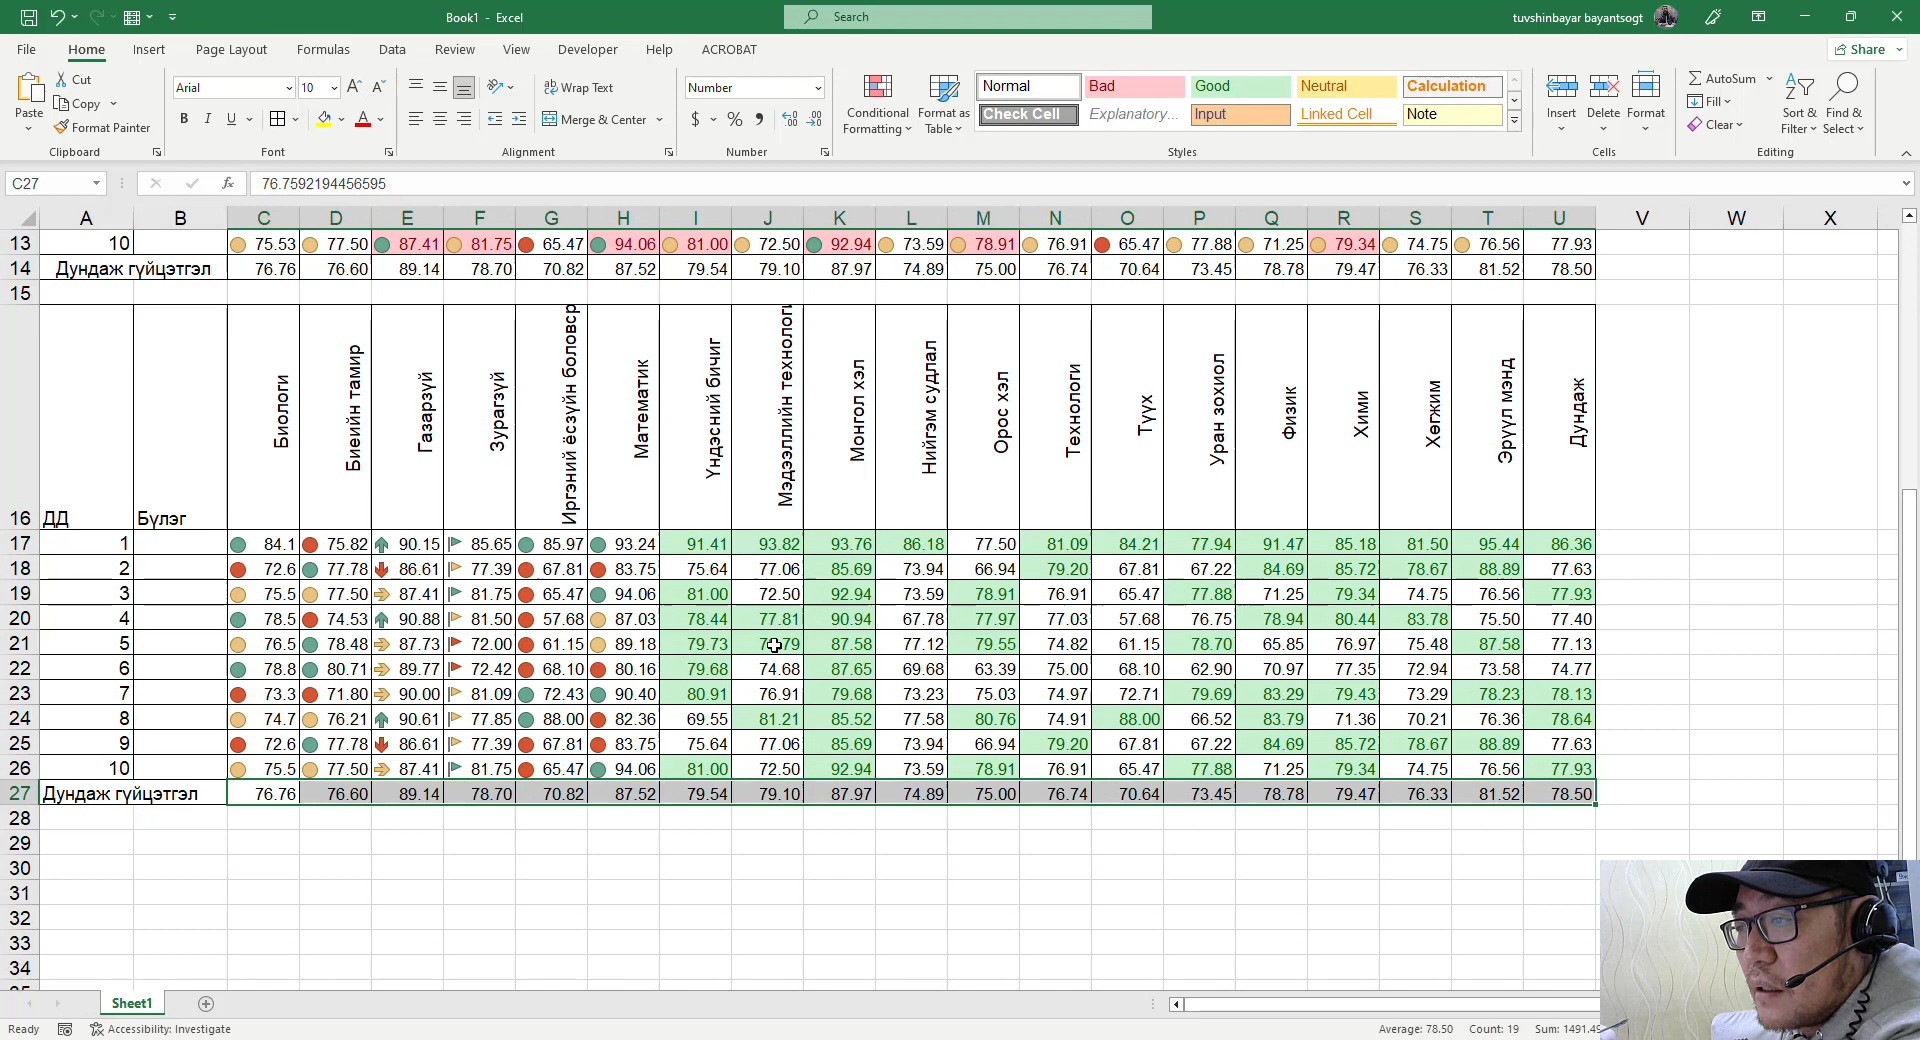 Book1 - Excel
Search
tuvshinbayar bayantsogt
File Home Insert Page Layout Formulas Data Review View Developer Help ACROBAT
Share
Paste
Cut
Copy
Format Painter
Clipboard
Arial 10
B I U
Font
Wrap Text
Merge & Center
Alignment
Number
$ % 9
Number
Conditional Formatting
Format as Table
Normal Bad Good Neutral Calculation
Check Cell Explanatory... Input Linked Cell Note
Styles
Insert Delete Format
Cells
AutoSum
Fill
Clear
Sort & Filter
Find & Select
Editing
C27 fx 76.7592194456595
A B C D E F G H I J K L M N O P Q R S T U V W X
13 10 75.53 77.50 87.41 81.75 65.47 94.06 81.00 72.50 92.94 73.59 78.91 76.91 65.47 77.88 71.25 79.34 74.75 76.56 77.93
14 Дундаж гүйцэтгэл 76.76 76.60 89.14 78.70 70.82 87.52 79.54 79.10 87.97 74.89 75.00 76.74 70.64 73.45 78.78 79.47 76.33 81.52 78.50
15
16 ДД Бүлэг Биологи Биеийн тамир Газарзүй Зурагзүй Иргэний ёсзүйн боловср Математик Үндэсний бичиг Мэдээллийн технологи Монгол хэл Нийгэм судлал Орос хэл Технологи Түүх Уран зохиол Физик Хими Хөгжим Эрүүл мэнд Дундаж
17 1 84.1 75.82 90.15 85.65 85.97 93.24 91.41 93.82 93.76 86.18 77.50 81.09 84.21 77.94 91.47 85.18 81.50 95.44 86.36
18 2 72.6 77.78 86.61 77.39 67.81 83.75 75.64 77.06 85.69 73.94 66.94 79.20 67.81 67.22 84.69 85.72 78.67 88.89 77.63
19 3 75.5 77.50 87.41 81.75 65.47 94.06 81.00 72.50 92.94 73.59 78.91 76.91 65.47 77.88 71.25 79.34 74.75 76.56 77.93
20 4 78.5 74.53 90.88 81.50 57.68 87.03 78.44 77.81 90.94 67.78 77.97 77.03 57.68 76.75 78.94 80.44 83.78 75.50 77.40
21 5 76.5 78.48 87.73 72.00 61.15 89.18 79.73 87.58 77.12 79.55 74.82 61.15 78.70 65.85 76.97 75.48 87.58 77.13
22 6 78.8 80.71 89.77 72.42 68.10 80.16 79.68 74.68 87.65 69.68 63.39 75.00 68.10 62.90 70.97 77.35 72.94 73.58 74.77
23 7 73.3 71.80 90.00 81.09 72.43 90.40 80.91 76.91 79.68 73.23 75.03 74.97 72.71 79.69 83.29 79.43 73.29 78.23 78.13
24 8 74.7 76.21 90.61 77.85 88.00 82.36 69.55 81.21 85.52 77.58 80.76 74.91 88.00 66.52 83.79 71.36 70.21 76.36 78.64
25 9 72.6 77.78 86.61 77.39 67.81 83.75 75.64 77.06 85.69 73.94 66.94 79.20 67.81 67.22 84.69 85.72 78.67 88.89 77.63
26 10 75.5 77.50 87.41 81.75 65.47 94.06 81.00 72.50 92.94 73.59 78.91 76.91 65.47 77.88 71.25 79.34 74.75 76.56 77.93
27 Дундаж гүйцэтгэл 76.76 76.60 89.14 78.70 70.82 87.52 79.54 79.10 87.97 74.89 75.00 76.74 70.64 73.45 78.78 79.47 76.33 81.52 78.50
28
29
30
31
32
33
34
Sheet1
Ready Accessibility: Investigate
Average: 78.50 Count: 19 Sum: 1491.49